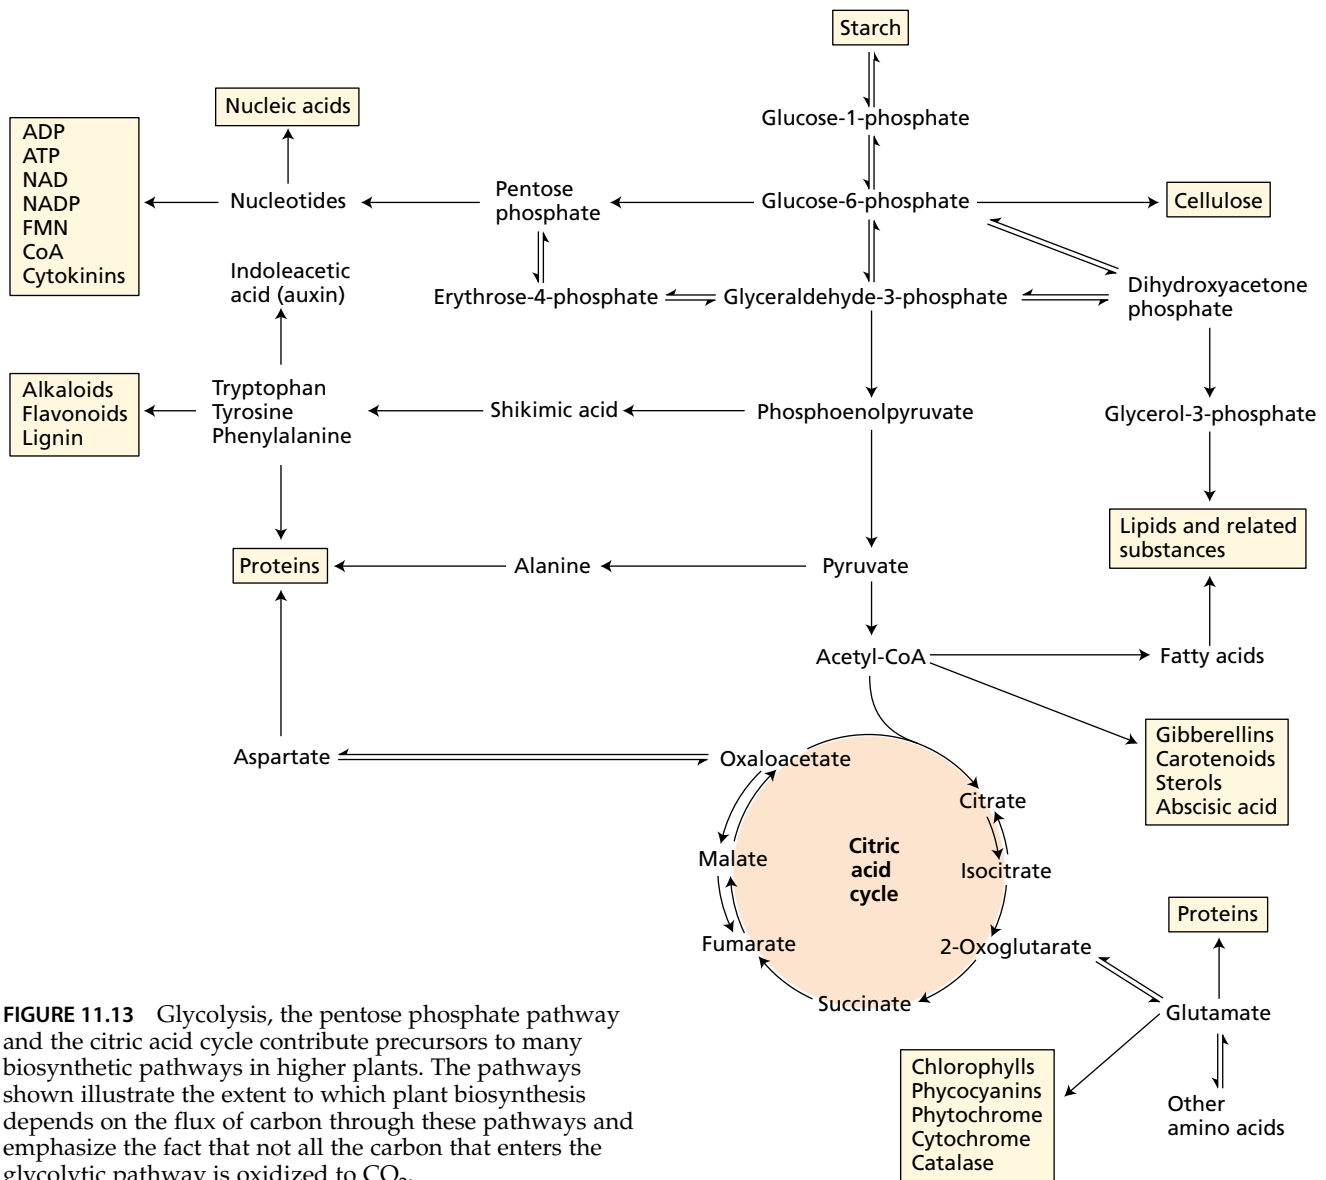 Starch
Nucleic acids
ADP
ATP
NAD
NADP
FMN
CoA
Cytokinins
Glucose-1-phosphate
Nucleotides
Pentose
phosphate
Glucose-6-phosphate
Cellulose
Indoleacetic
acid (auxin)
Erythrose-4-phosphate
Glyceraldehyde-3-phosphate
Dihydroxyacetone
phosphate
Alkaloids
Flavonoids
Lignin
Tryptophan
Tyrosine
Phenylalanine
Shikimic acid
Phosphoenolpyruvate
Glycerol-3-phosphate
Lipids and related
substances
Proteins
Alanine
Pyruvate
Acetyl-CoA
Fatty acids
Gibberellins
Carotenoids
Sterols
Abscisic acid
Aspartate
Oxaloacetate
Citrate
Citric
acid
cycle
Malate
Isocitrate
Fumarate
2-Oxoglutarate
Succinate
Proteins
Glutamate
Chlorophylls
Phycocyanins
Phytochrome
Cytochrome
Catalase
Other
amino acids
FIGURE 11.13 Glycolysis, the pentose phosphate pathway
and the citric acid cycle contribute precursors to many
biosynthetic pathways in higher plants. The pathways
shown illustrate the extent to which plant biosynthesis
depends on the flux of carbon through these pathways and
emphasize the fact that not all the carbon that enters the
glycolytic pathway is oxidized to CO₂.